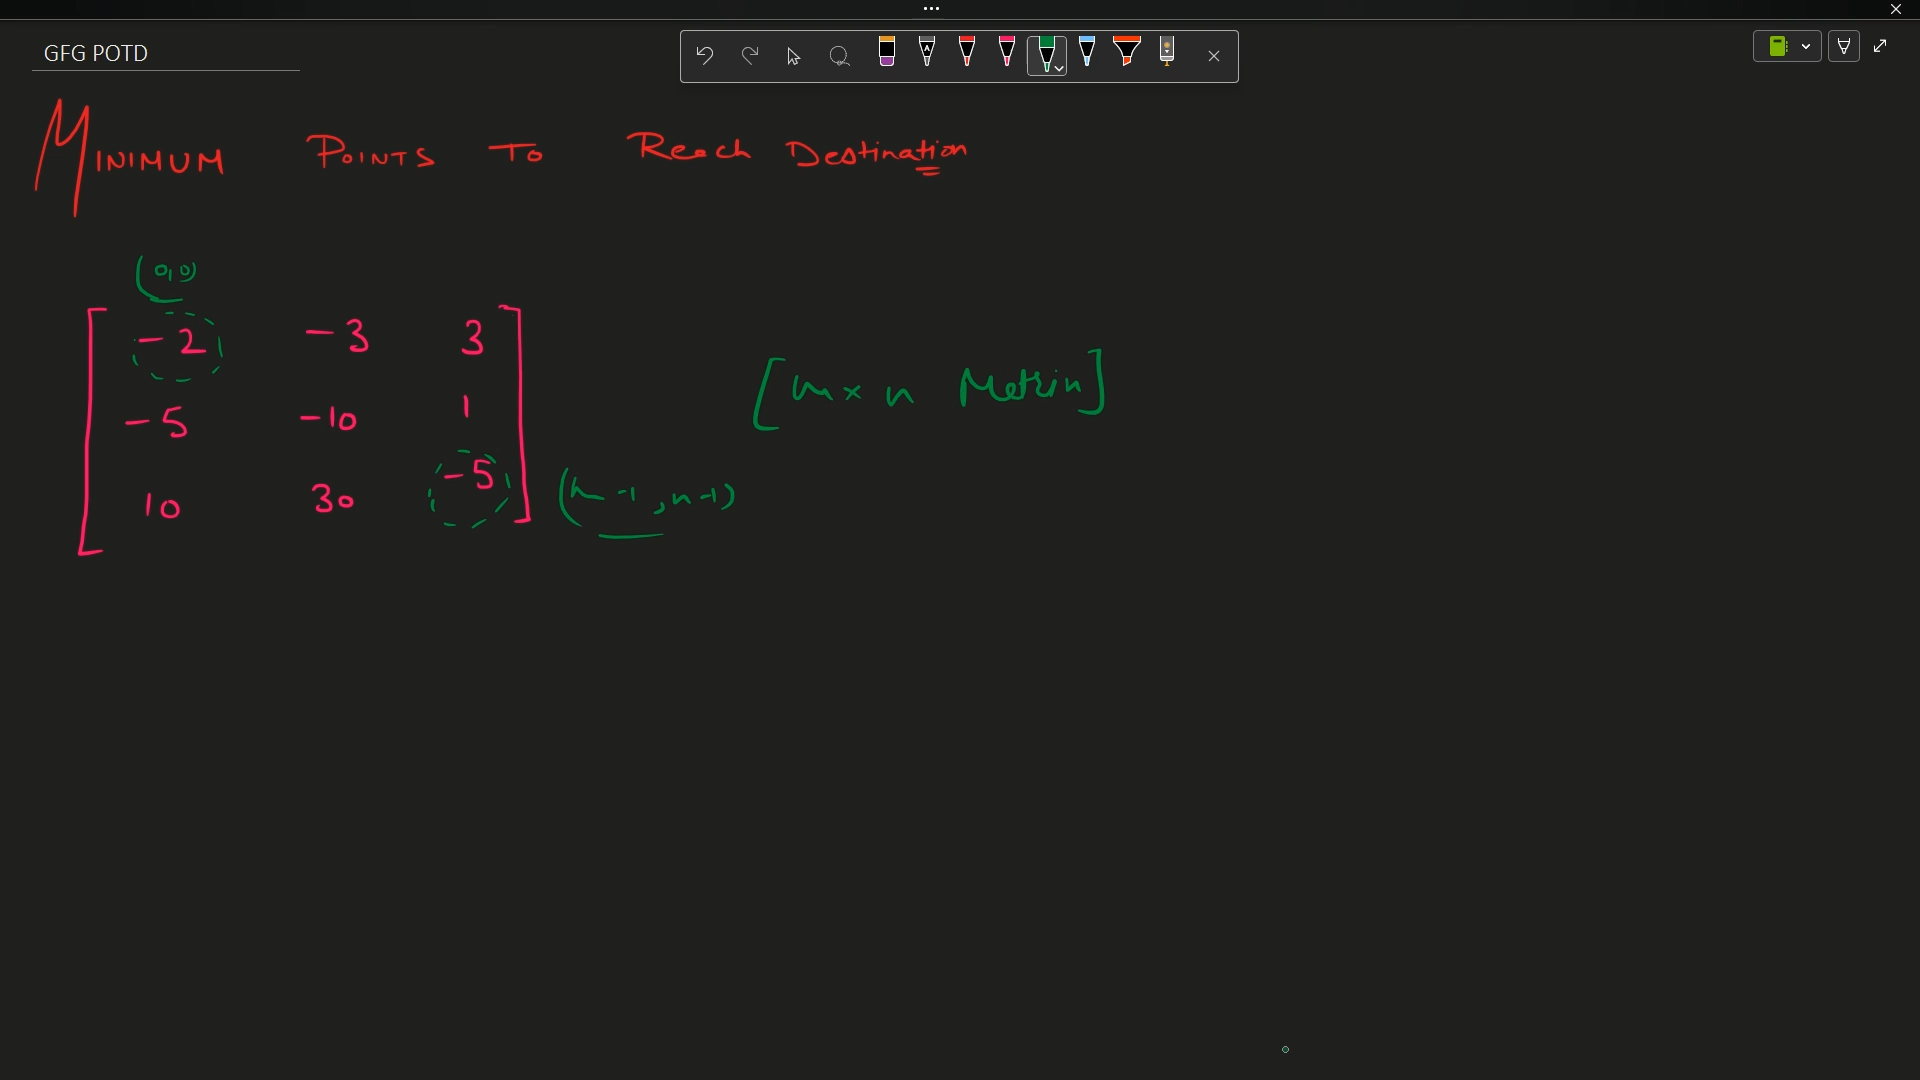 GFG POTD
MINIMUM POINTS TO Reach Destination
(0,0)
-2 -3 3
-5 -10 1
10 30 -5
(m-1, n-1)
[m x n Matrix]